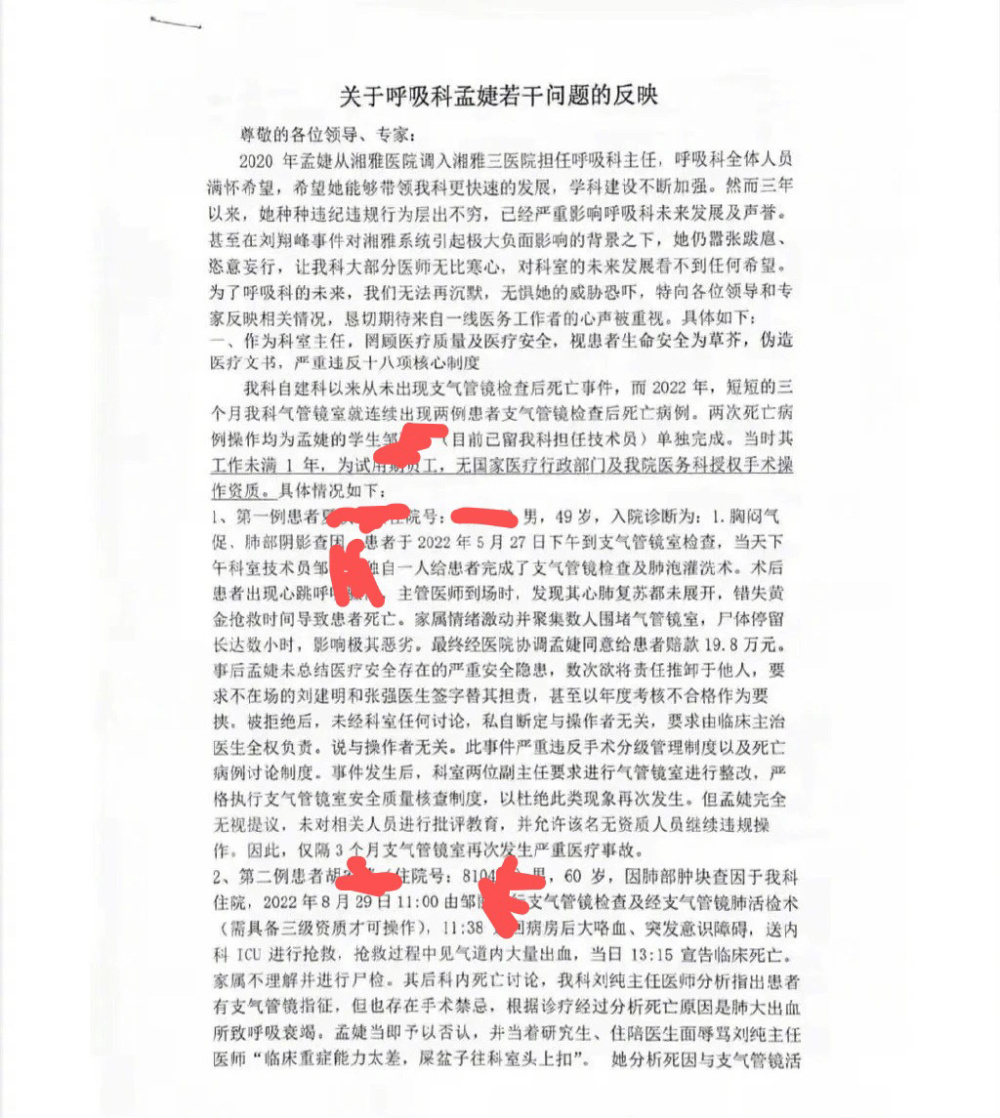 关于呼吸科孟婕若干问题的反映
尊敬的各位领导、专家：
2020 年孟婕从湘雅医院调入湘雅三医院担任呼吸科主任，呼吸科全体人员
满怀希望，希望她能够带领我科更快速的发展，学科建设不断加强。然而三年
以来，她种种违纪违规行为层出不穷，已经严重影响呼吸科未来发展及声誉。
甚至在刘翔峰事件对湘雅系统引起极大负面影响的背景之下，她仍嚣张跋扈、
恣意妄行，让我科大部分医师无比寒心，对科室的未来发展看不到任何希望。
为了呼吸科的未来，我们无法再沉默，无惧她的威胁恐吓，特向各位领导和专
家反映相关情况，恳切期待来自一线医务工作者的心声被重视。具体如下：
一、作为科室主任，罔顾医疗质量及医疗安全，视患者生命安全为草芥，伪造
医疗文书，严重违反十八项核心制度
我科自建科以来从未出现支气管镜检查后死亡事件，而 2022 年，短短的三
个月我科气管镜室就连续出现两例患者支气管镜检查后死亡病例。两次死亡病
例操作均为孟婕的学生邹（目前已留我科担任技术员）单独完成。当时其
工作未满 1 年，为试用期员工，无国家医疗行政部门及我院医务科授权手术操
作资质。具体情况如下：
1、第一例患者住院号：男，49 岁，入院诊断为：1.胸闷气
促、肺部阴影查因。患者于 2022 年 5 月 27 日下午到支气管镜室检查，当天下
午科室技术员邹独自一人给患者完成了支气管镜检查及肺泡灌洗术。术后
患者出现心跳呼，主管医师到场时，发现其心肺复苏都未展开，错失黄
金抢救时间导致患者死亡。家属情绪激动并聚集数人围堵气管镜室，尸体停留
长达数小时，影响极其恶劣。最终经医院协调孟婕同意给患者赔款 19.8 万元。
事后孟婕未总结医疗安全存在的严重安全隐患，数次欲将责任推卸于他人，要
求不在场的刘建明和张强医生签字替其担责，甚至以年度考核不合格作为要
挟。被拒绝后，未经科室任何讨论，私自断定与操作者无关，要求由临床主治
医生全权负责。说与操作者无关。此事件严重违反手术分级管理制度以及死亡
病例讨论制度。事件发生后，科室两位副主任要求进行气管镜室进行整改，严
格执行支气管镜室安全质量核查制度，以杜绝此类现象再次发生。但孟婕完全
无视提议，未对相关人员进行批评教育，并允许该名无资质人员继续违规操
作。因此，仅隔 3 个月支气管镜室再次发生严重医疗事故。
2、第二例患者胡（住院号：8104男，60 岁，因肺部肿块查因于我科
住院，2022 年 8 月 29 日 11:00 由邹行支气管镜检查及经支气管镜肺活检术
（需具备三级资质才可操作），11:38 回病房后大咯血、突发意识障碍，送内
科 ICU 进行抢救，抢救过程中见气道内大量出血，当日 13:15 宣告临床死亡。
家属不理解并进行尸检。其后科内死亡讨论，我科刘纯主任医师分析指出患者
有支气管镜指征，但也存在手术禁忌，根据诊疗经过分析死亡原因是肺大出血
所致呼吸衰竭。孟婕当即予以否认，并当着研究生、住陪医生面辱骂刘纯主任
医师“临床重症能力太差，屎盆子往科室头上扣”。 她分析死因与支气管镜活